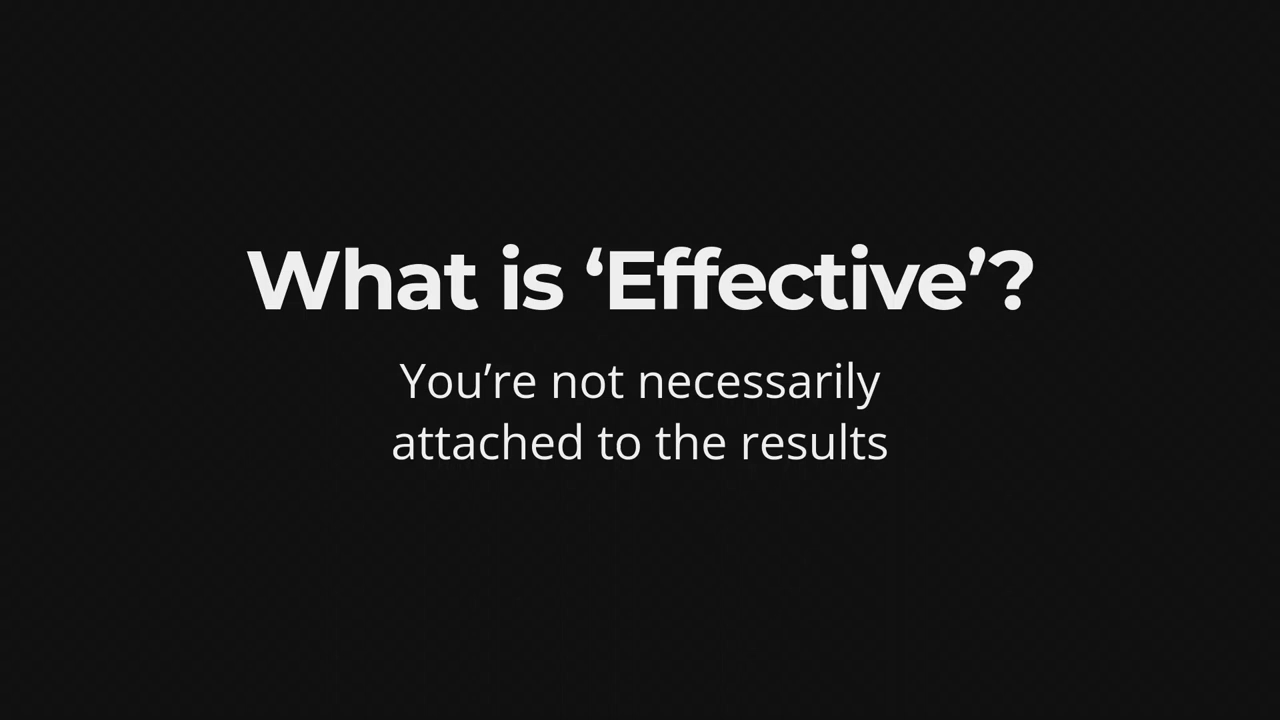 What is ‘Effective’?
You’re not necessarily
attached to the results